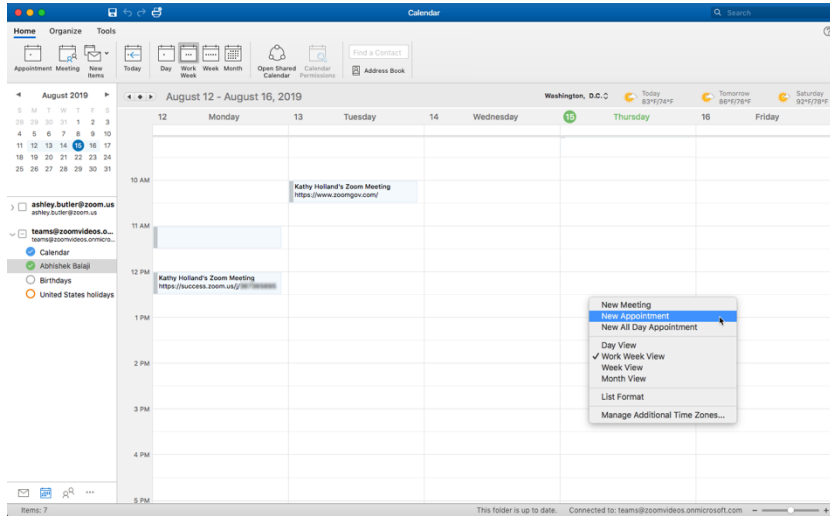 Calendar
Search
Home Organize Tools
Appointment Meeting New Items
Today
Day Work Week Week Month
Open Shared Calendar Calendar Permissions
Find a Contact
Address Book
August 2019
August 12 - August 16, 2019
Washington, D.C.
Today 83°F/74°F
Tomorrow 86°F/76°F
Saturday 92°F/78°F
S M T W T F S
28 29 30 31 1 2 3
4 5 6 7 8 9 10
11 12 13 14 15 16 17
18 19 20 21 22 23 24
25 26 27 28 29 30 31
12 Monday 13 Tuesday 14 Wednesday 15 Thursday 16 Friday
ashley.butler@zoom.us
ashley.butler@zoom.us
teams@zoomvideos.o...
teams@zoomvideos.onmicro...
Calendar
Abhishek Balaji
Birthdays
United States holidays
10 AM
Kathy Holland's Zoom Meeting
https://www.zoomgov.com/
11 AM
12 PM
Kathy Holland's Zoom Meeting
https://success.zoom.us/j/
1 PM
2 PM
3 PM
4 PM
5 PM
New Meeting
New Appointment
New All Day Appointment
Day View
✓ Work Week View
Week View
Month View
List Format
Manage Additional Time Zones...
Items: 7
This folder is up to date. Connected to: teams@zoomvideos.onmicrosoft.com